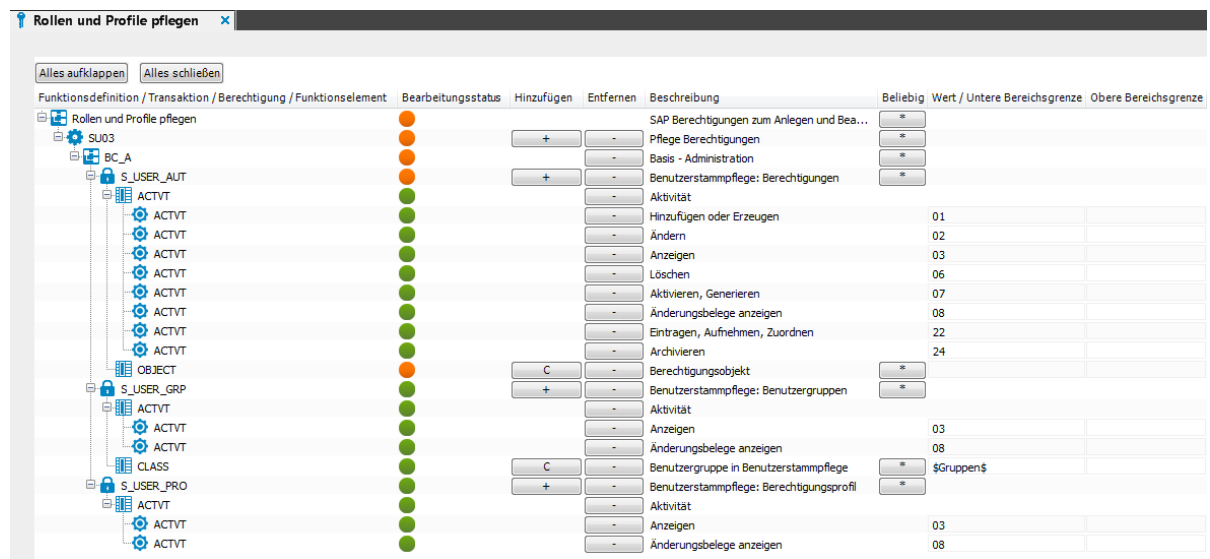 Rollen und Profile pflegen x
Alles aufklappen Alles schließen
Funktionsdefinition / Transaktion / Berechtigung / Funktionselement Bearbeitungsstatus Hinzufügen Entfernen Beschreibung Beliebig Wert / Untere Bereichsgrenze Obere Bereichsgrenze
Rollen und Profile pflegen SAP Berechtigungen zum Anlegen und Bea... *
SU03 + - Pflege Berechtigungen *
BC_A - Basis - Administration *
S_USER_AUT + - Benutzerstammpflege: Berechtigungen *
ACTVT - Aktivität
ACTVT - Hinzufügen oder Erzeugen 01
ACTVT - Ändern 02
ACTVT - Anzeigen 03
ACTVT - Löschen 06
ACTVT - Aktivieren, Generieren 07
ACTVT - Änderungsbelege anzeigen 08
ACTVT - Eintragen, Aufnehmen, Zuordnen 22
ACTVT - Archivieren 24
OBJECT C - Berechtigungsobjekt *
S_USER_GRP + - Benutzerstammpflege: Benutzergruppen *
ACTVT - Aktivität
ACTVT - Anzeigen 03
ACTVT - Änderungsbelege anzeigen 08
CLASS C - Benutzergruppe in Benutzerstammpflege * $Gruppen$
S_USER_PRO + - Benutzerstammpflege: Berechtigungsprofil *
ACTVT - Aktivität
ACTVT - Anzeigen 03
ACTVT - Änderungsbelege anzeigen 08